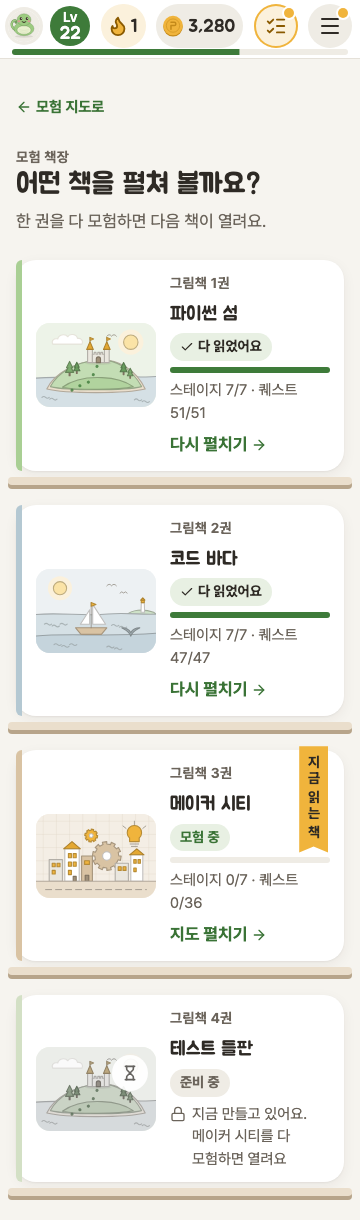 Lv
22
1
3,280
← 모험 지도로
모험 책장
어떤 책을 펼쳐 볼까요?
한 권을 다 모험하면 다음 책이 열려요.
그림책 1권
파이썬 섬
✓ 다 읽었어요
스테이지 7/7 · 퀘스트
51/51
다시 펼치기 →
그림책 2권
코드 바다
✓ 다 읽었어요
스테이지 7/7 · 퀘스트
47/47
다시 펼치기 →
그림책 3권
지금 읽는 책
메이커 시티
모험 중
스테이지 0/7 · 퀘스트
0/36
지도 펼치기 →
그림책 4권
테스트 들판
준비 중
지금 만들고 있어요.
메이커 시티를 다
모험하면 열려요